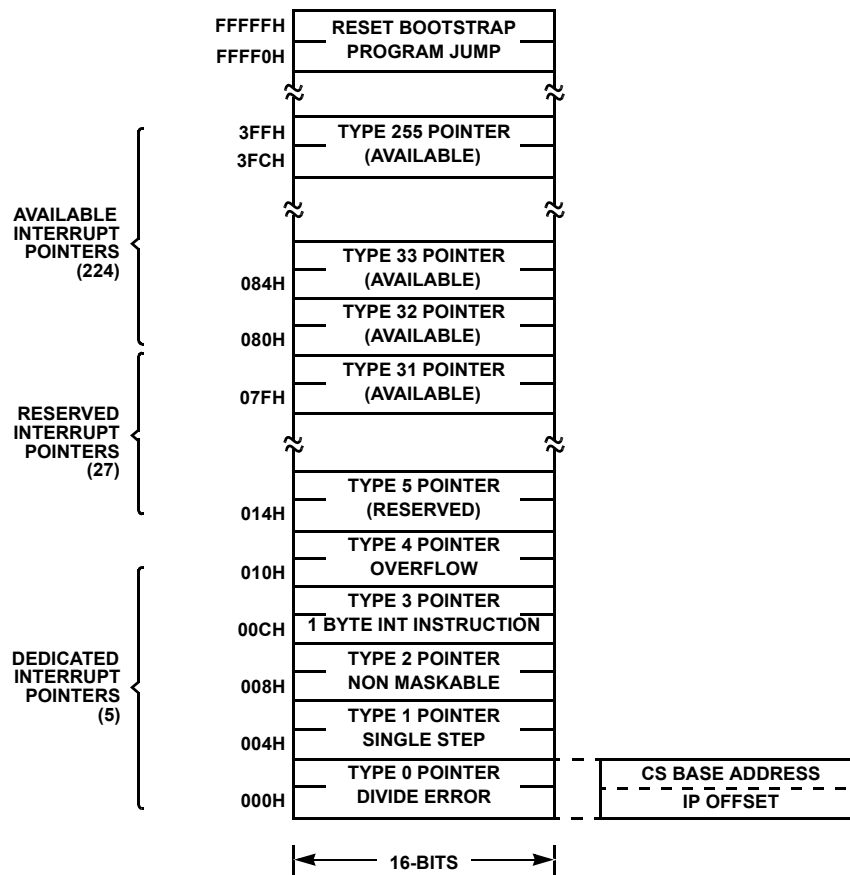 FFFFFH
RESET BOOTSTRAP
FFFF0H
PROGRAM JUMP
3FFH
TYPE 255 POINTER
3FCH
(AVAILABLE)
AVAILABLE
INTERRUPT
POINTERS
(224)
TYPE 33 POINTER
084H
(AVAILABLE)
TYPE 32 POINTER
080H
(AVAILABLE)
TYPE 31 POINTER
07FH
(AVAILABLE)
RESERVED
INTERRUPT
POINTERS
(27)
TYPE 5 POINTER
014H
(RESERVED)
TYPE 4 POINTER
010H
OVERFLOW
TYPE 3 POINTER
00CH
1 BYTE INT INSTRUCTION
DEDICATED
INTERRUPT
POINTERS
(5)
TYPE 2 POINTER
008H
NON MASKABLE
TYPE 1 POINTER
004H
SINGLE STEP
TYPE 0 POINTER
000H
DIVIDE ERROR
CS BASE ADDRESS
IP OFFSET
16-BITS